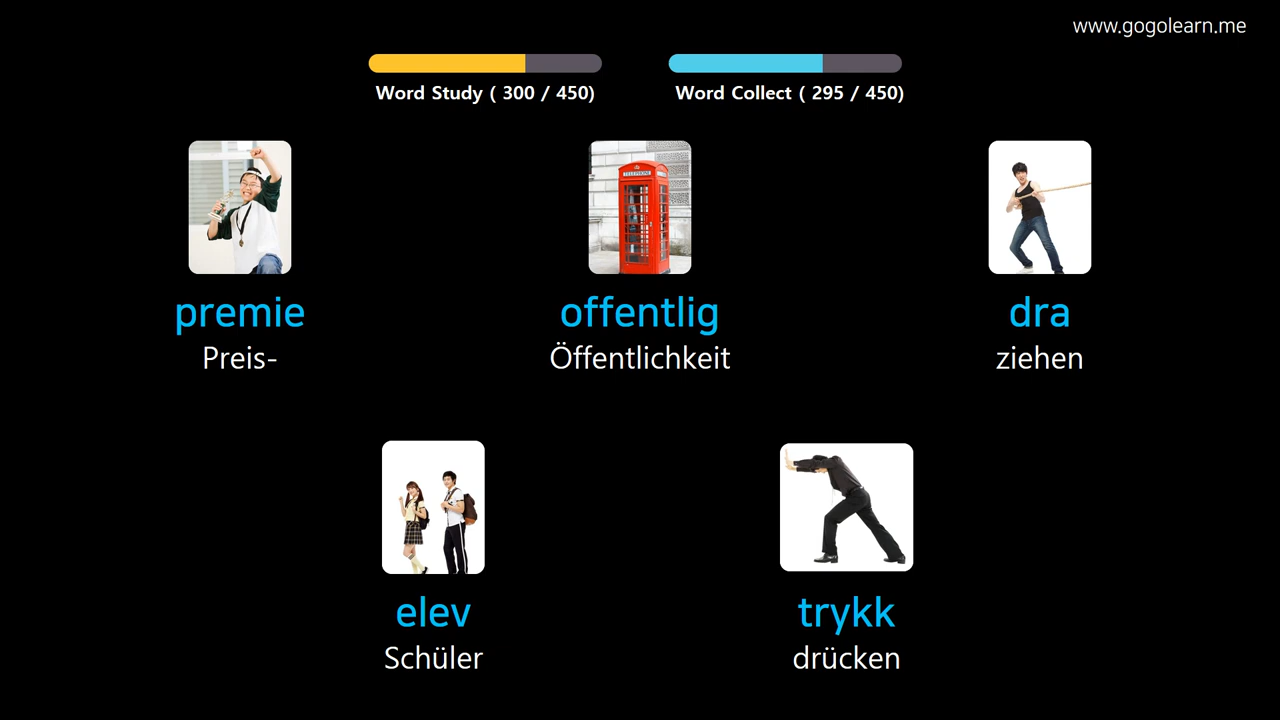 www.gogolearn.me
Word Study ( 300 / 450)
Word Collect ( 295 / 450)
TELEPHONE
premie
Preis-
offentlig
Öffentlichkeit
dra
ziehen
elev
Schüler
trykk
drücken